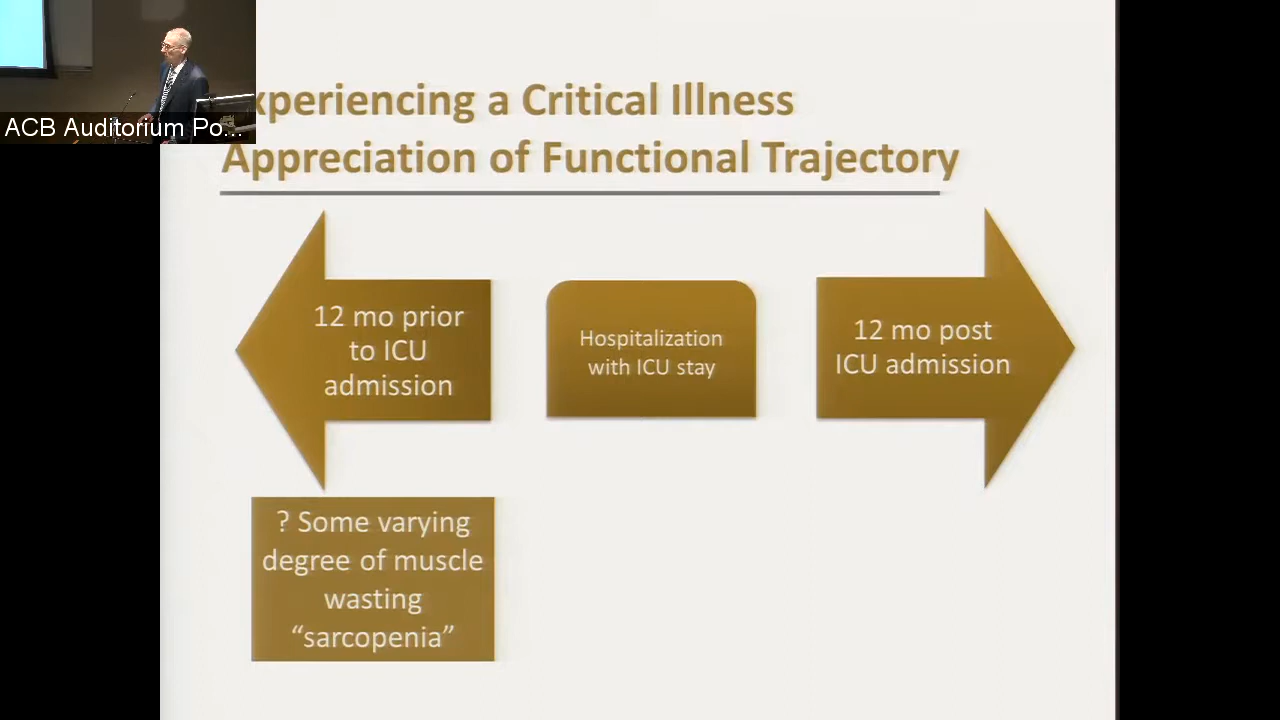 ACB Auditorium Po...
xperiencing a Critical Illness
Appreciation of Functional Trajectory
12 mo prior
to ICU
admission
Hospitalization
with ICU stay
12 mo post
ICU admission
? Some varying
degree of muscle
wasting
“sarcopenia”